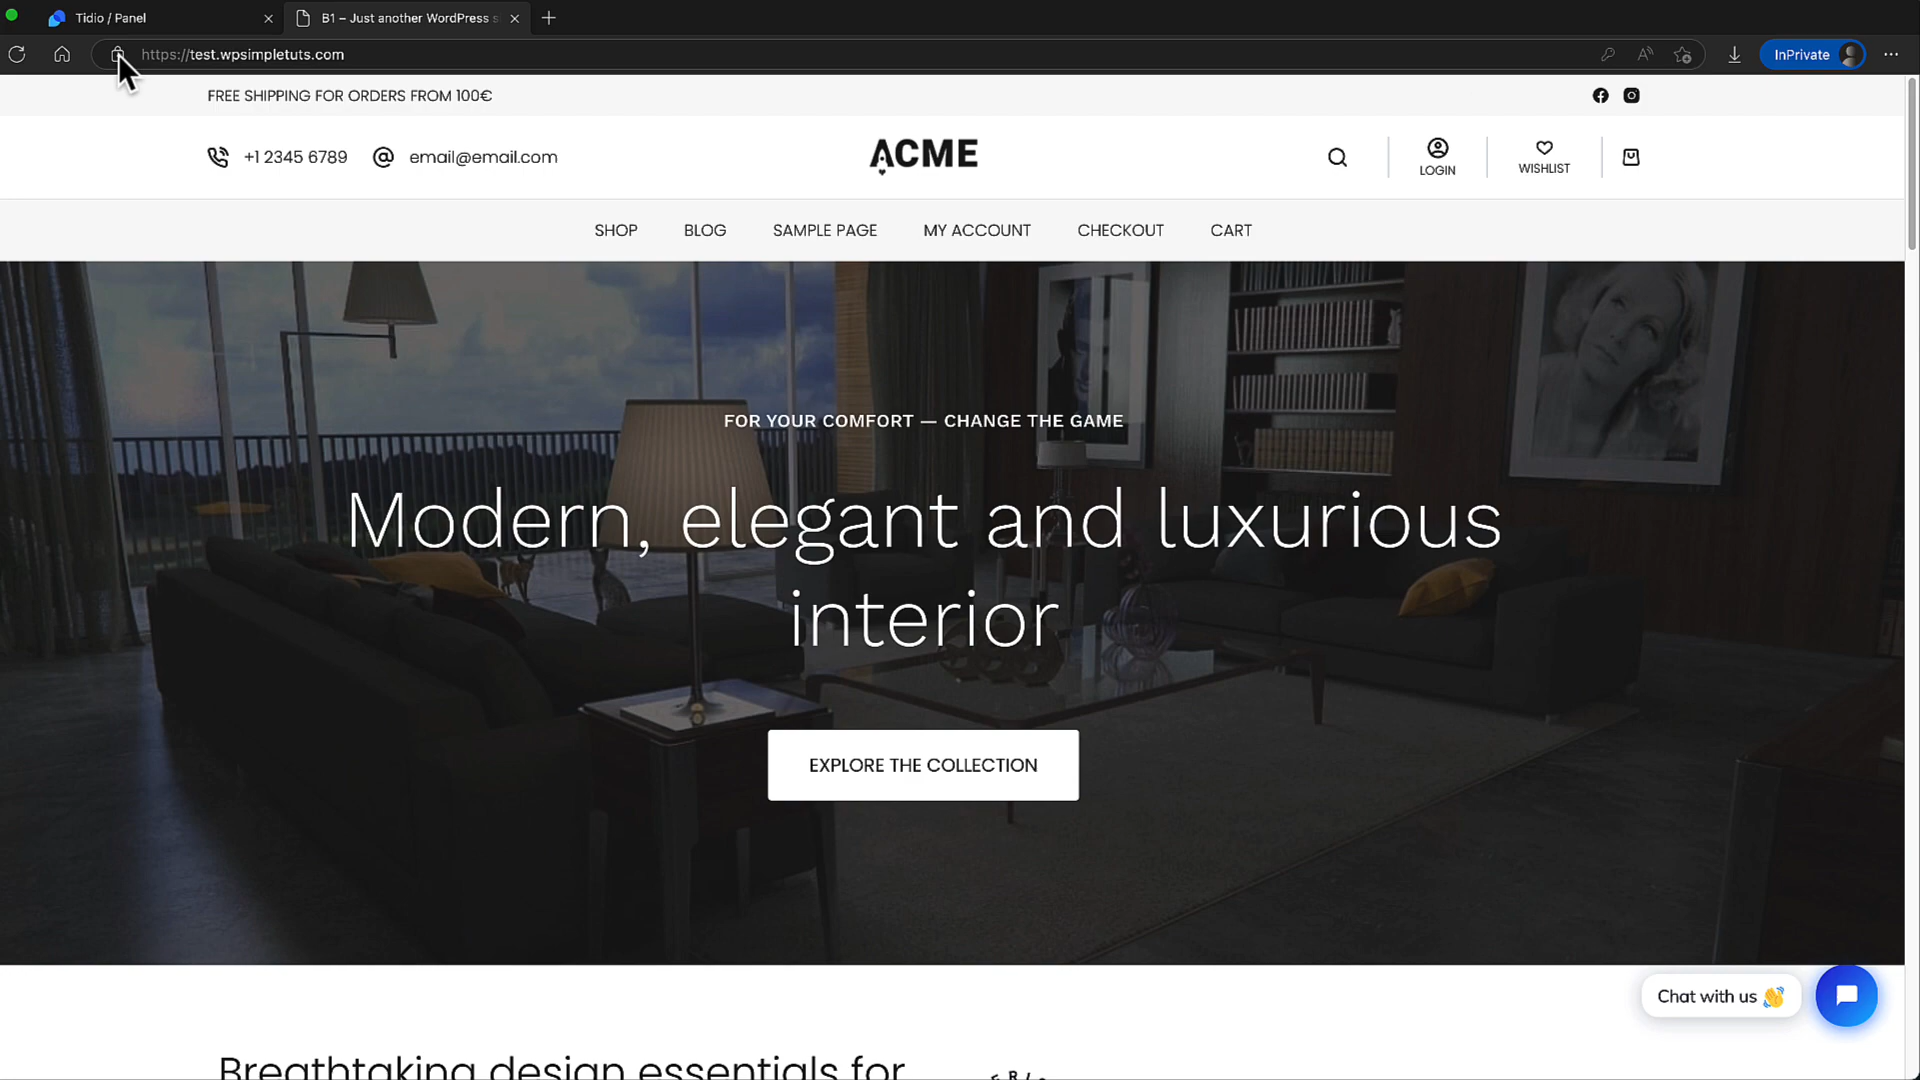 Tidio / Panel
B1 – Just another WordPress s
https://test.wpsimpletuts.com
InPrivate
FREE SHIPPING FOR ORDERS FROM 100€
+1 2345 6789
email@email.com
ACME
LOGIN
WISHLIST
SHOP
BLOG
SAMPLE PAGE
MY ACCOUNT
CHECKOUT
CART
FOR YOUR COMFORT — CHANGE THE GAME
Modern, elegant and luxurious
interior
EXPLORE THE COLLECTION
Chat with us 👋
Breathtaking design essentials for